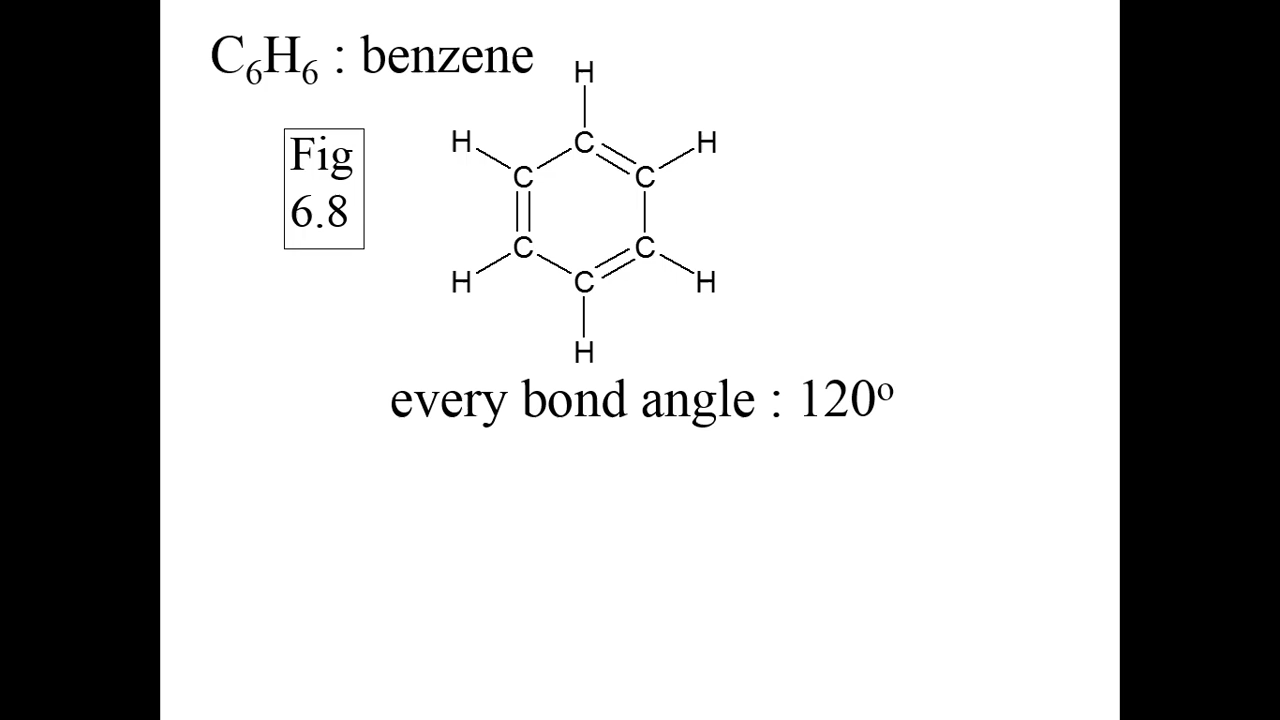 C₆H₆ : benzene
Fig
6.8
H
H C H
C C
C C
H C H
H
every bond angle : 120º